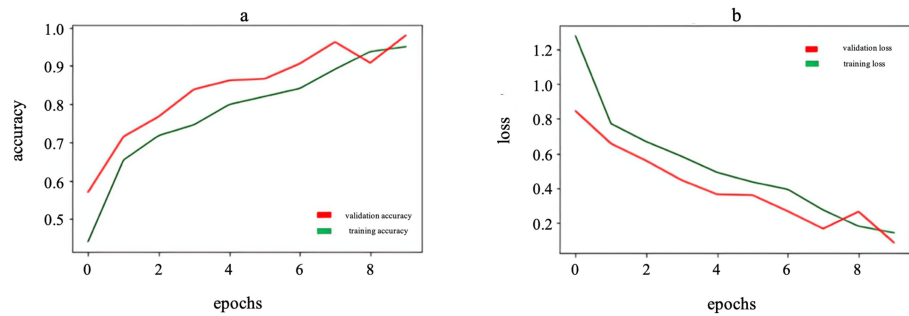 a
1.0
0.9
0.8
0.7
0.6
0.5
accuracy
validation accuracy
training accuracy
0 2 4 6 8
epochs
b
1.2
1.0
0.8
0.6
0.4
0.2
loss
validation loss
training loss
0 2 4 6 8
epochs